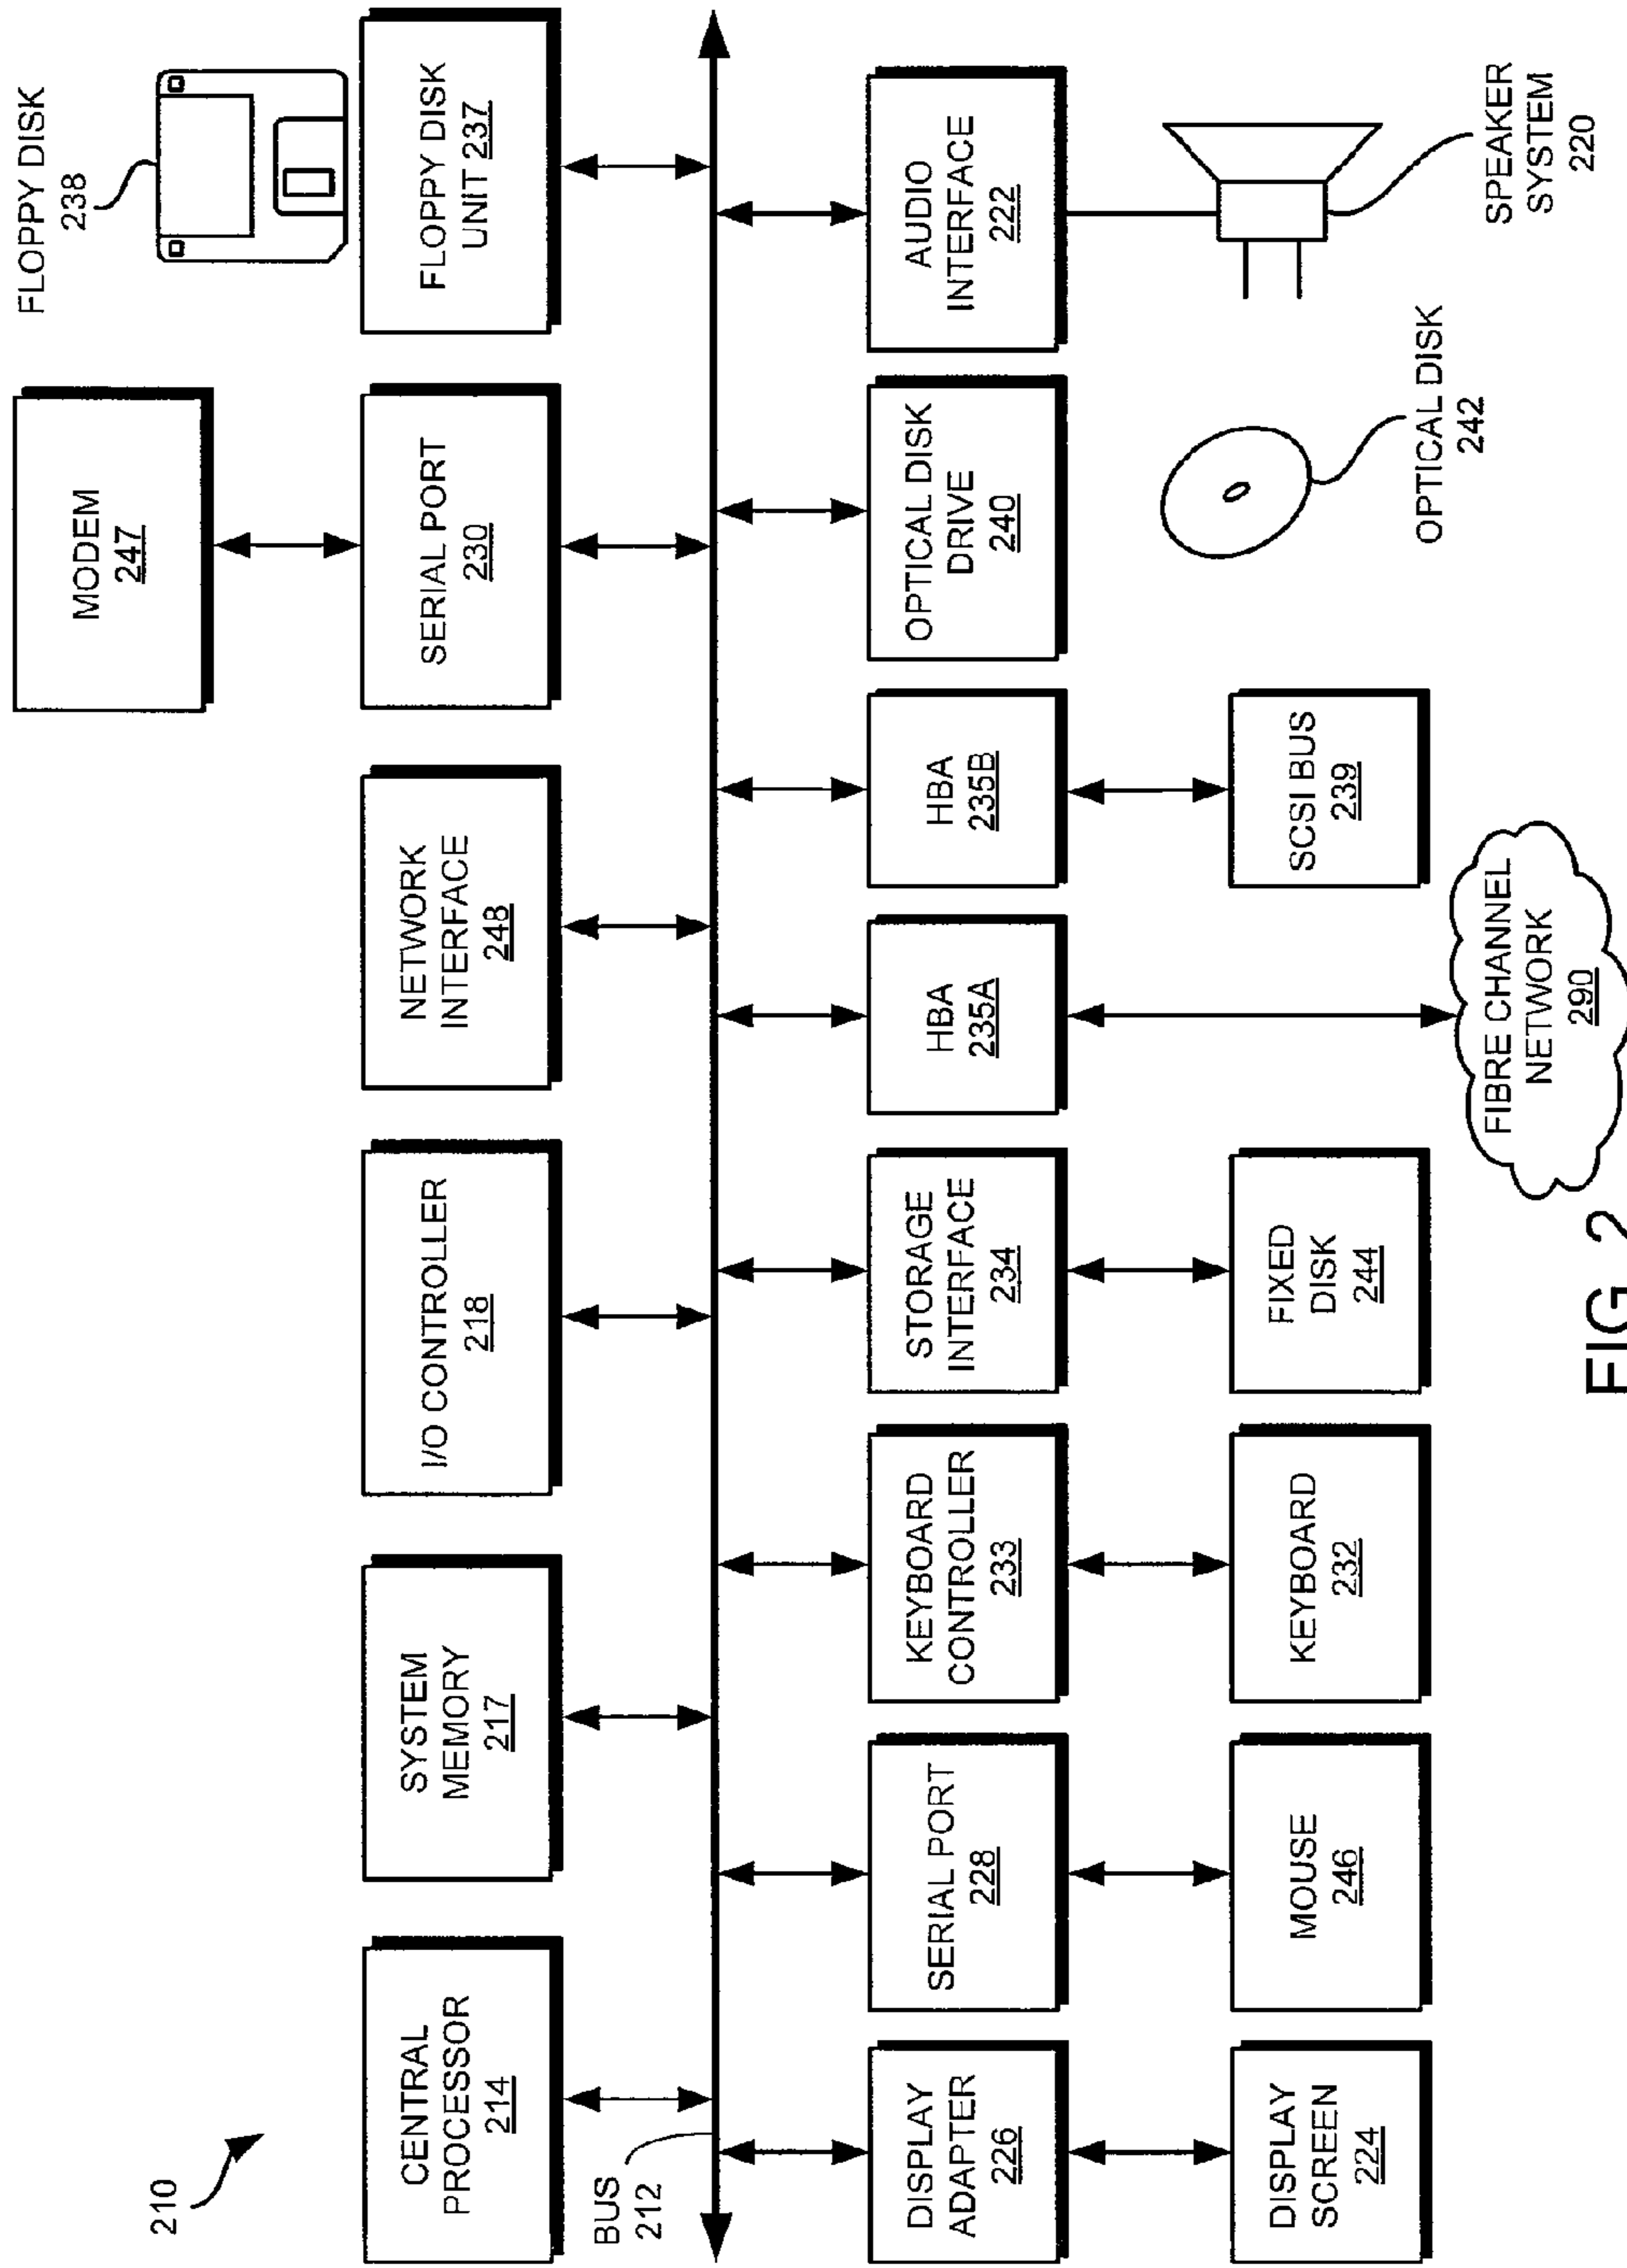 210
MODEM
247
FLOPPY DISK
238
CENTRAL
PROCESSOR
214
SYSTEM
MEMORY
217
I/O CONTROLLER
218
NETWORK
INTERFACE
248
SERIAL PORT
230
FLOPPY DISK
UNIT 237
BUS
212
DISPLAY
ADAPTER
226
SERIAL PORT
228
KEYBOARD
CONTROLLER
233
STORAGE
INTERFACE
234
HBA
235A
HBA
235B
OPTICAL DISK
DRIVE
240
AUDIO
INTERFACE
222
DISPLAY
SCREEN
224
MOUSE
246
KEYBOARD
232
FIXED
DISK
244
SCSI BUS
239
OPTICAL DISK
242
SPEAKER
SYSTEM
220
FIBRE CHANNEL
NETWORK
290
FIG. 2